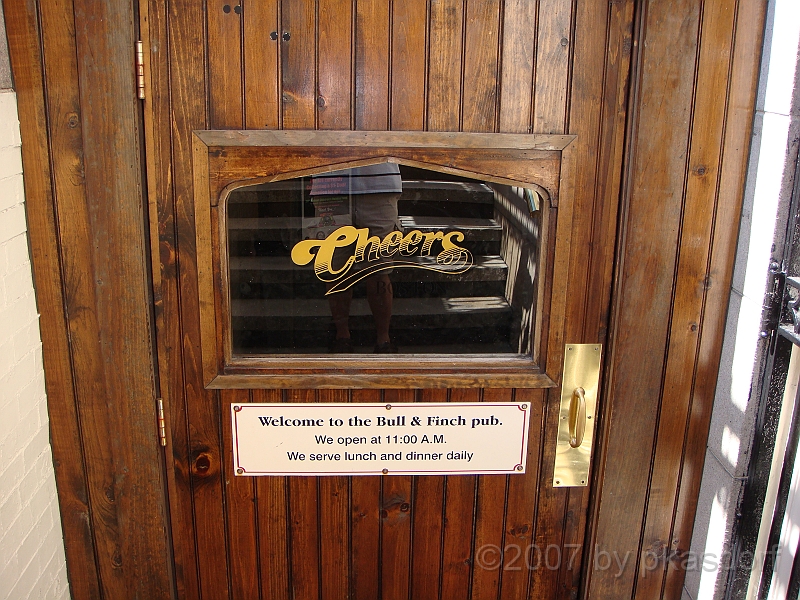 Cheers
Welcome to the Bull & Finch pub.
We open at 11:00 A.M.
We serve lunch and dinner daily
©2007 by pkasdorf